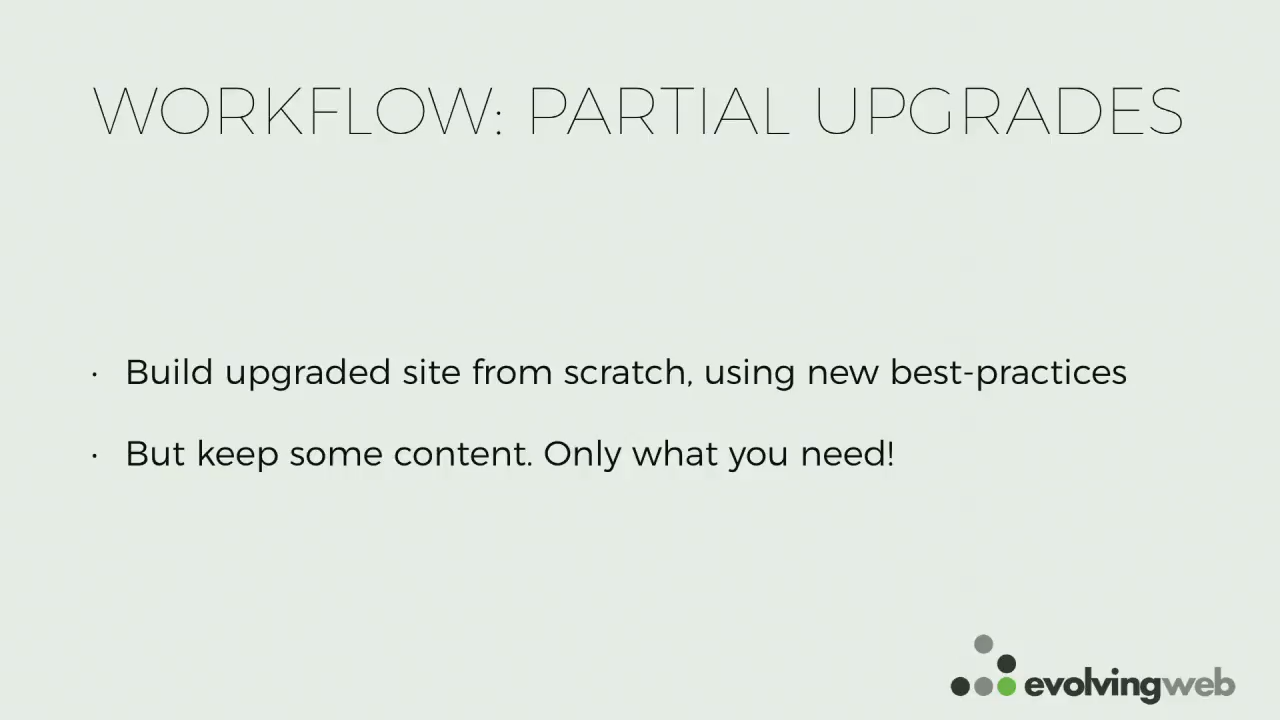 WORKFLOW: PARTIAL UPGRADES
· Build upgraded site from scratch, using new best-practices
· But keep some content. Only what you need!
evolvingweb